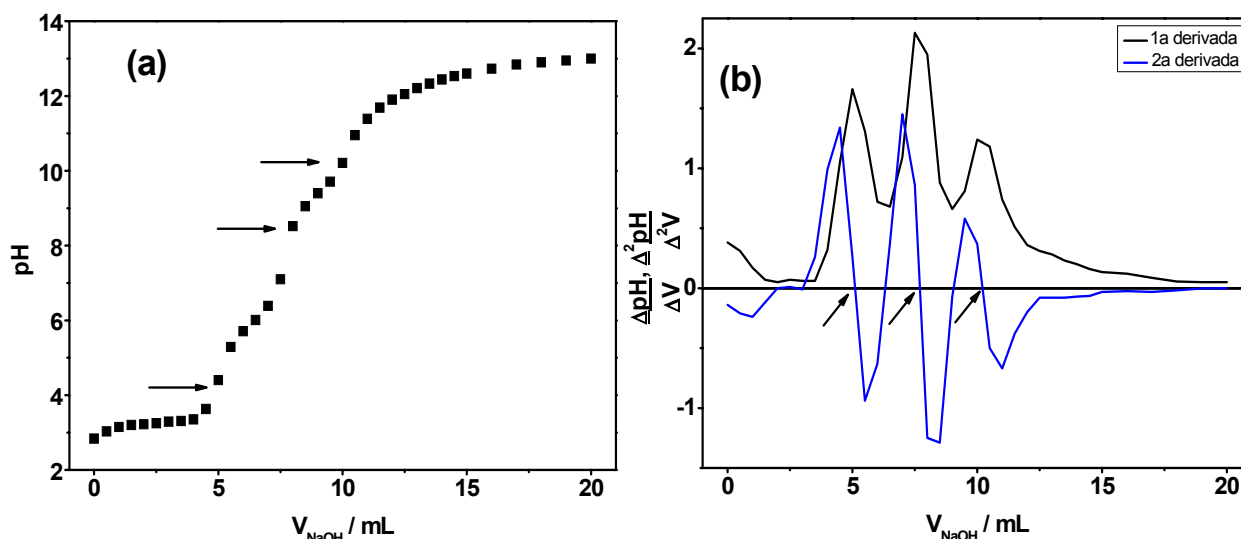 (a)
14
12
10
8
6
4
2
pH
0
5
10
15
20
V_NaOH / mL
(b)
1a derivada
2a derivada
2
1
0
-1
ΔpH, Δ²pH
ΔV Δ²V
0
5
10
15
20
V_NaOH / mL